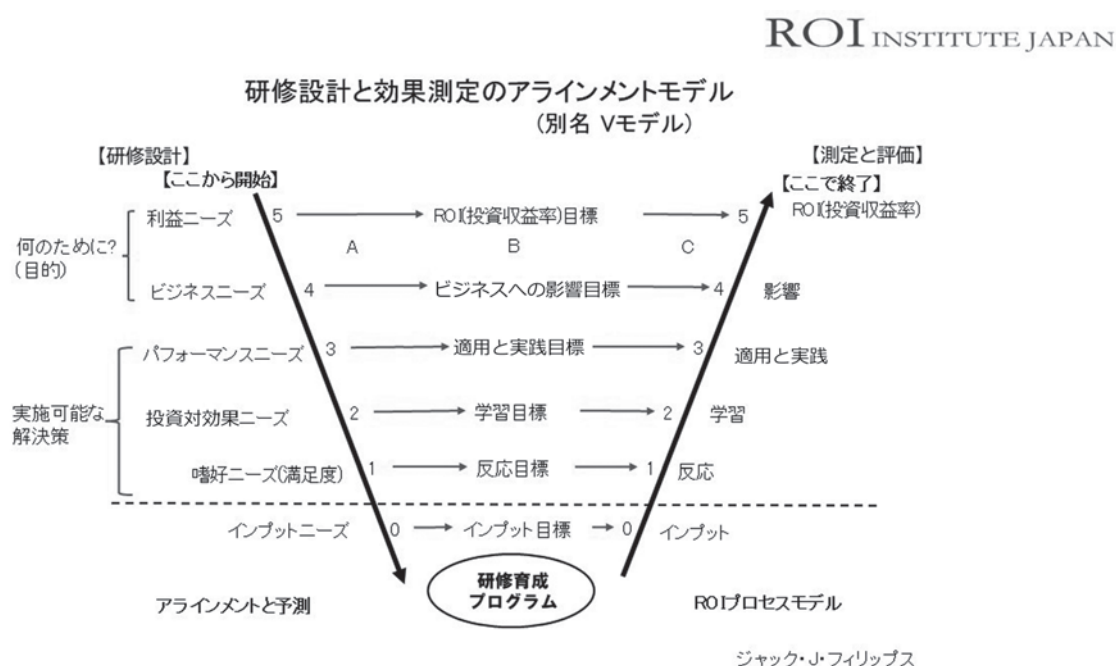 ROI INSTITUTE JAPAN
研修設計と効果測定のアラインメントモデル
(別名 Vモデル)
【研修設計】
【測定と評価】
【ここから開始】
【ここで終了】
利益ニーズ 5 ROI(投資収益率)目標 5 ROI(投資収益率)
何のために?
(目的)
A B C
ビジネスニーズ 4 ビジネスへの影響目標 4 影響
パフォーマンスニーズ 3 適用と実践目標 3 適用と実践
実施可能な
解決策
投資対効果ニーズ 2 学習目標 2 学習
嗜好ニーズ(満足度) 1 反応目標 1 反応
インプットニーズ 0 インプット目標 0 インプット
研修育成
プログラム
アラインメントと予測
ROIプロセスモデル
ジャック・J・フィリップス